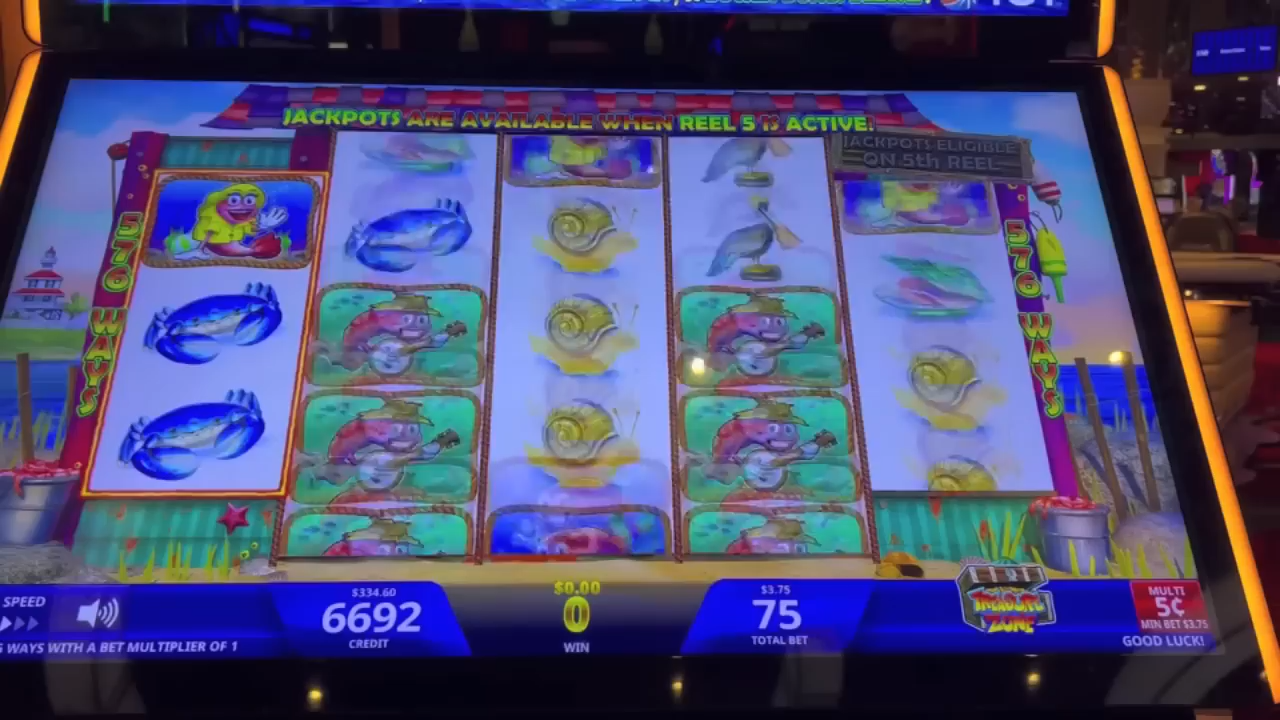 JACKPOTS ARE AVAILABLE WHEN REEL 5 IS ACTIVE!
JACKPOTS ELIGIBLE
ON 5th REEL
576 WAYS
576 WAYS
SPEED
$334.60
6692
CREDIT
$0.00
0
WIN
$3.75
75
TOTAL BET
TREASURE
ZONE
MULTI
5¢
MIN BET $3.75
GOOD LUCK!
WAYS WITH A BET MULTIPLIER OF 1